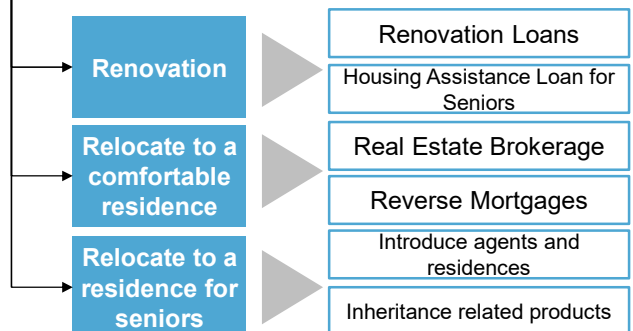 Renovation
Renovation Loans
Housing Assistance Loan for
Seniors
Relocate to a
comfortable
residence
Real Estate Brokerage
Reverse Mortgages
Relocate to a
residence for
seniors
Introduce agents and
residences
Inheritance related products